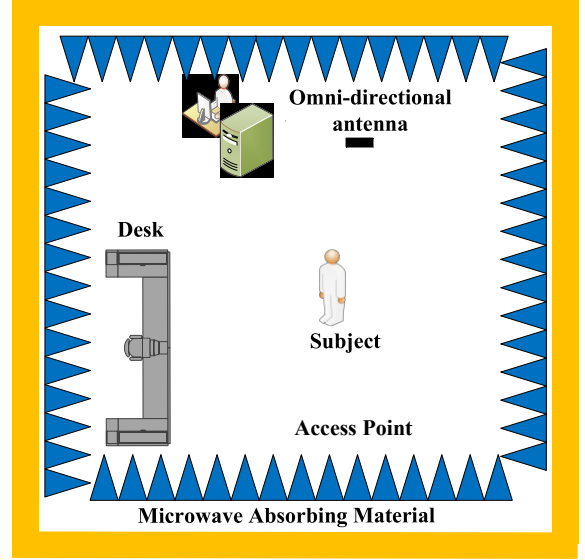 Omni-directional
antenna
Desk
Subject
Access Point
Microwave Absorbing Material